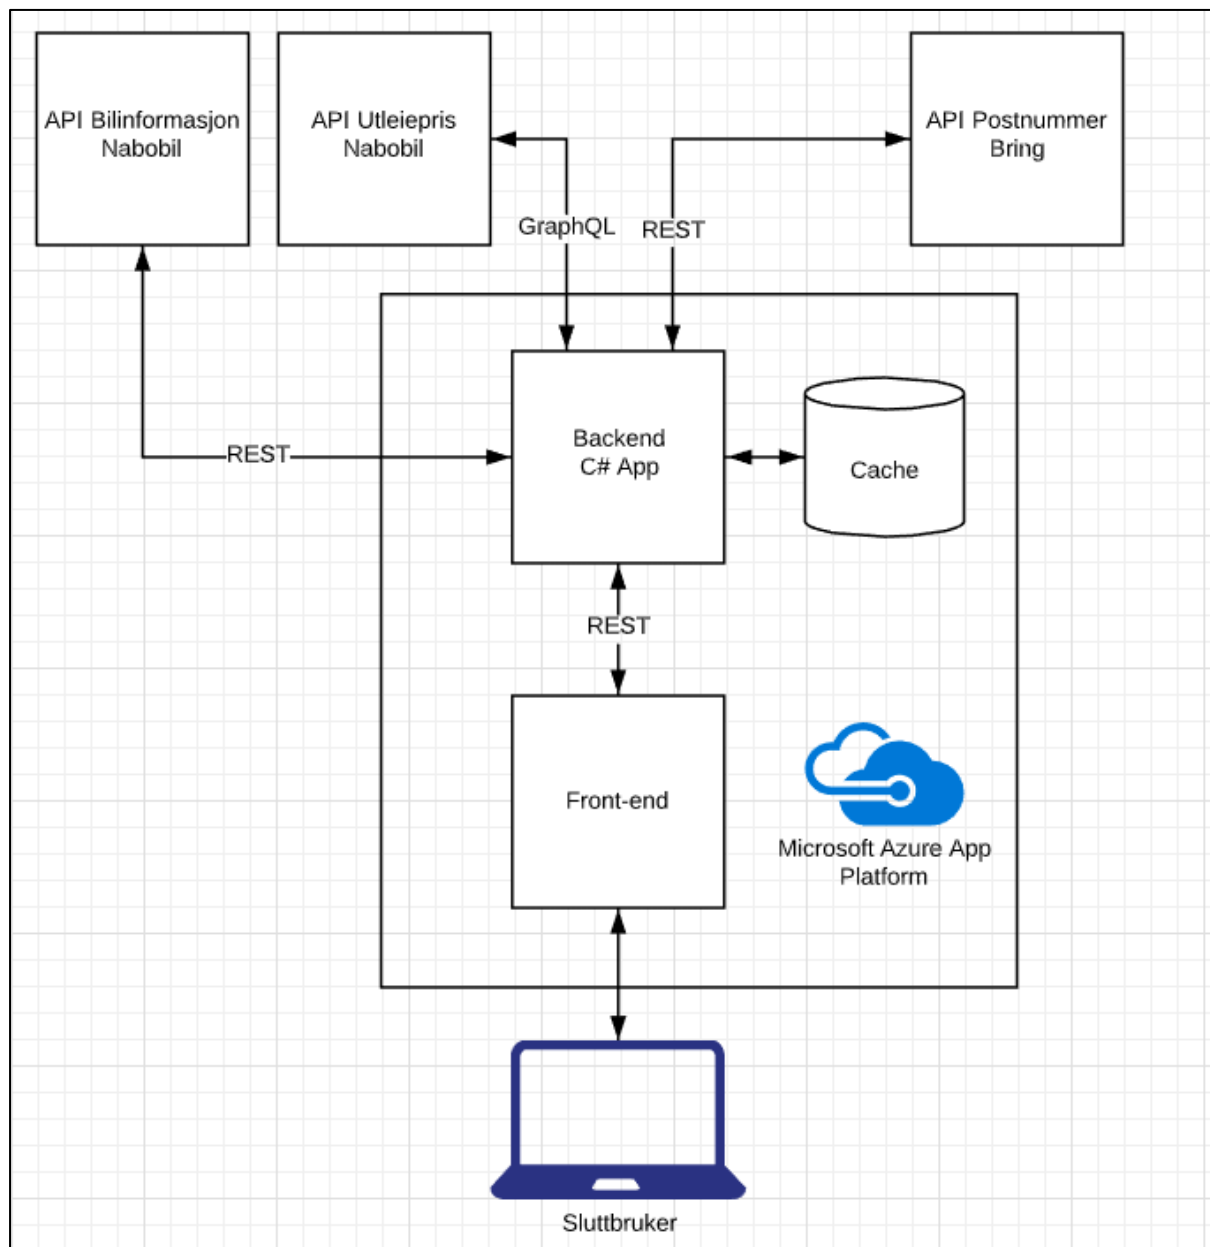 API Bilinformasjon
Nabobil
API Utleiepris
Nabobil
API Postnummer
Bring
GraphQL
REST
REST
Backend
C# App
Cache
REST
Front-end
Microsoft Azure App
Platform
Sluttbruker